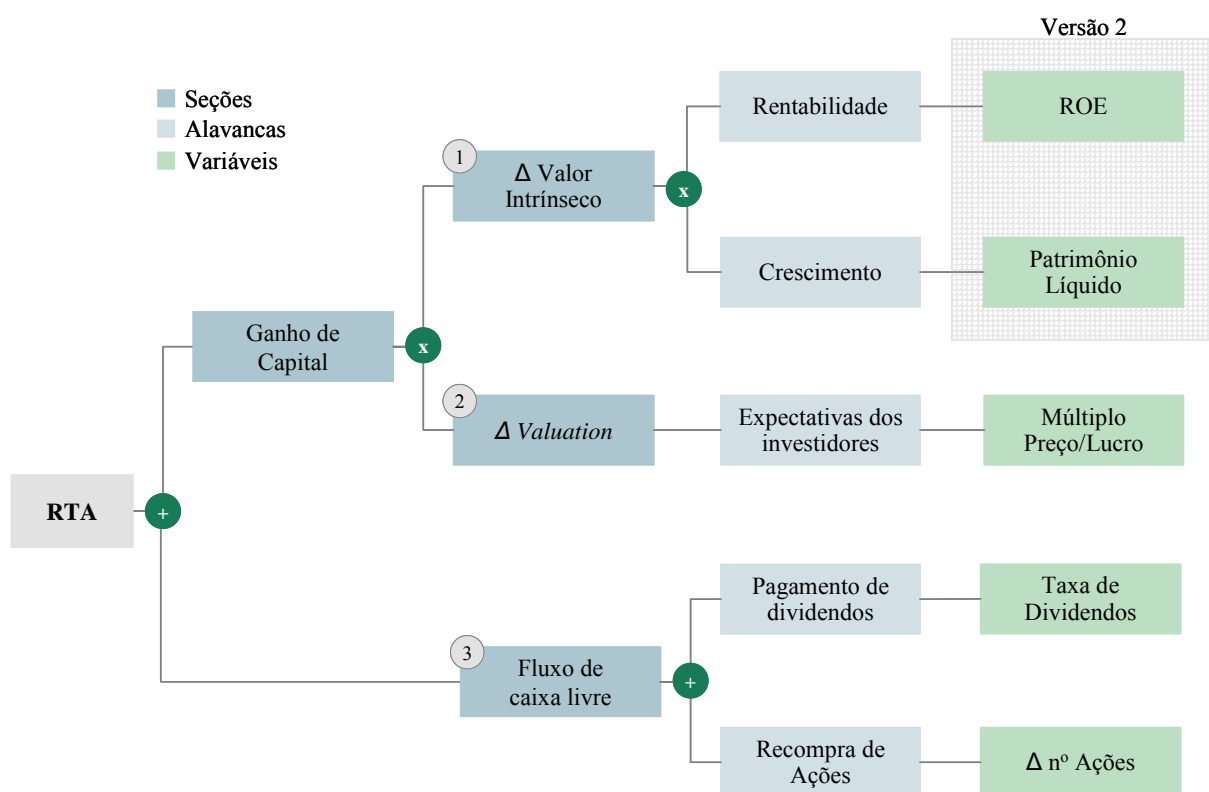 Versão 2
Seções
Alavancas
Variáveis
Rentabilidade
ROE
1
Δ Valor
Intrínseco
x
Crescimento
Patrimônio
Líquido
Ganho de
Capital
x
2
Δ Valuation
Expectativas dos
investidores
Múltiplo
Preço/Lucro
RTA
+
Pagamento de
dividendos
Taxa de
Dividendos
3
Fluxo de
caixa livre
+
Recompra de
Ações
Δ nº Ações